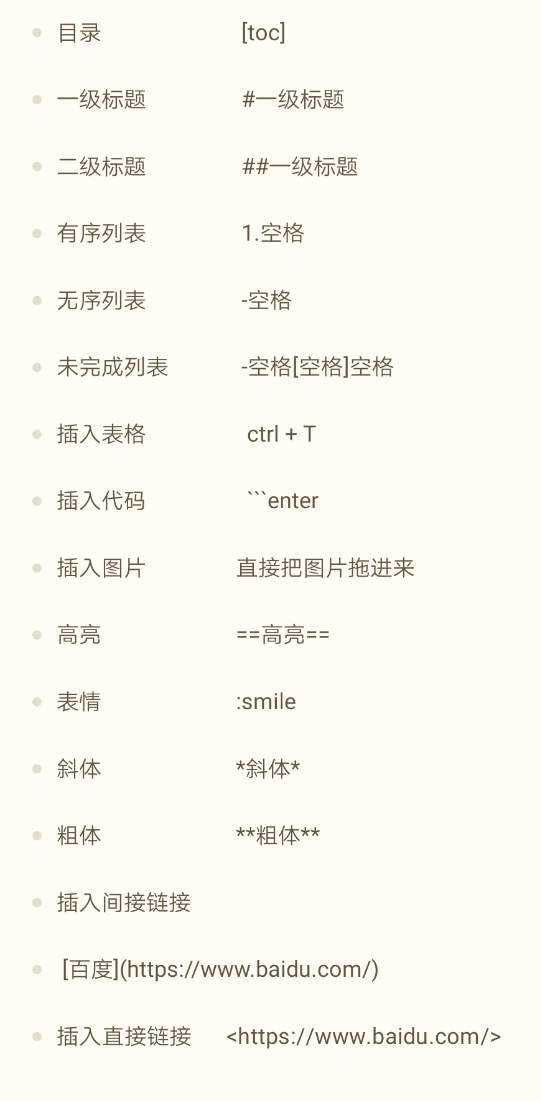 目录 [toc]
一级标题 #一级标题
二级标题 ##一级标题
有序列表 1.空格
无序列表 -空格
未完成列表 -空格[空格]空格
插入表格 ctrl + T
插入代码 ```enter
插入图片 直接把图片拖进来
高亮 ==高亮==
表情 :smile
斜体 *斜体*
粗体 **粗体**
插入间接链接
[百度](https://www.baidu.com/)
插入直接链接 <https://www.baidu.com/>